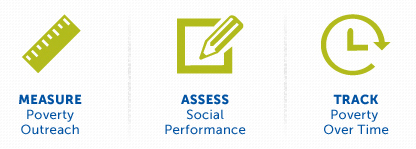 MEASURE
Poverty
Outreach
ASSESS
Social
Performance
TRACK
Poverty
Over Time